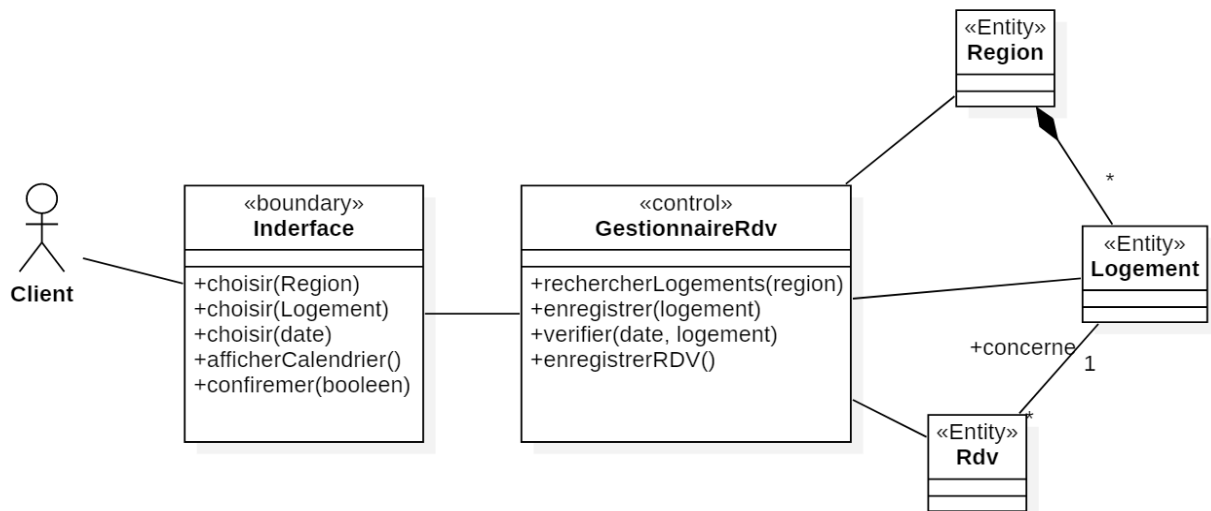 «Entity»
Region
*
«boundary»
Inderface
+choisir(Region)
+choisir(Logement)
+choisir(date)
+afficherCalendrier()
+confiremer(booleen)
«control»
GestionnaireRdv
+rechercherLogements(region)
+enregistrer(logement)
+verifier(date, logement)
+enregistrerRDV()
«Entity»
Logement
Client
+concerne
1
*
«Entity»
Rdv